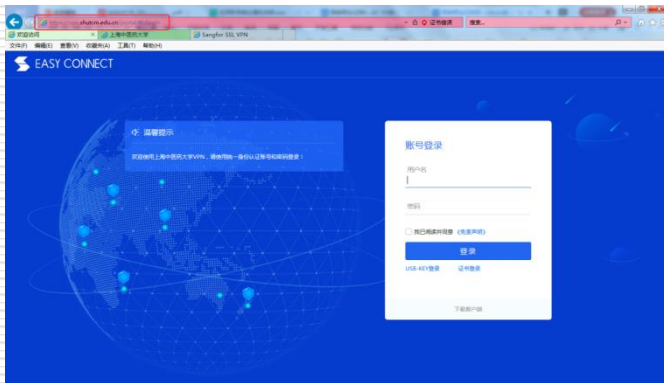 shutcm.edu.cn
证书错误
搜索...
欢迎访问
上海中医药大学
Sangfor SSL VPN
文件(F) 编辑(E) 查看(V) 收藏夹(A) 工具(T) 帮助(H)
EASY CONNECT
温馨提示
欢迎使用上海中医药大学VPN，请使用统一身份认证账号和密码登录！
账号登录
用户名
密码
我已阅读并同意《免责声明》
登录
USB-KEY登录 证书登录
下载客户端